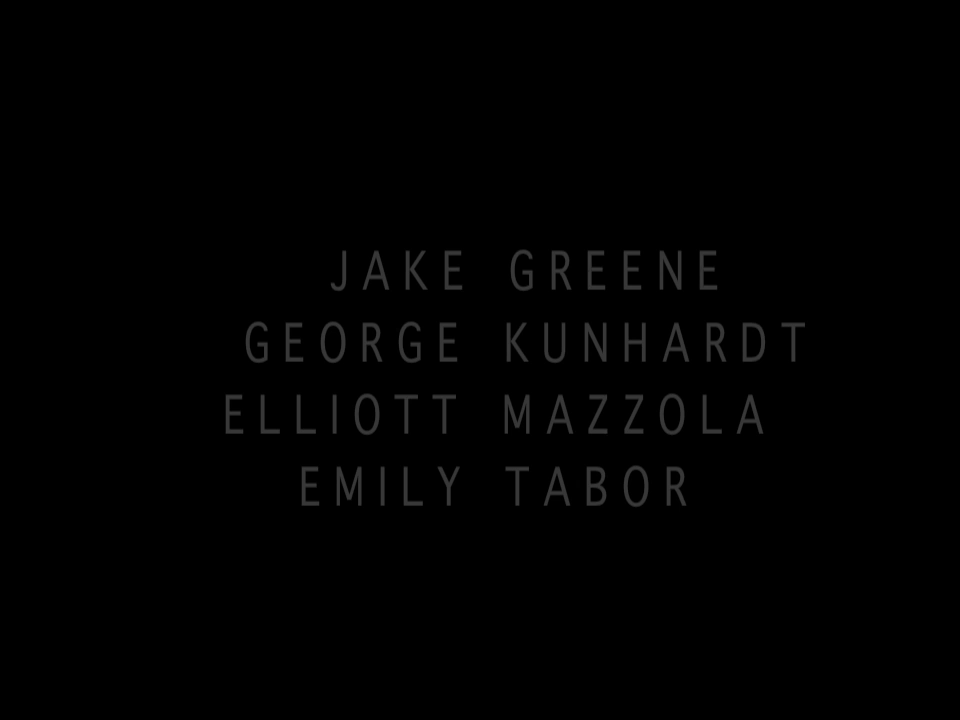 JAKE GREENE
GEORGE KUNHARDT
ELLIOTT MAZZOLA
EMILY TABOR